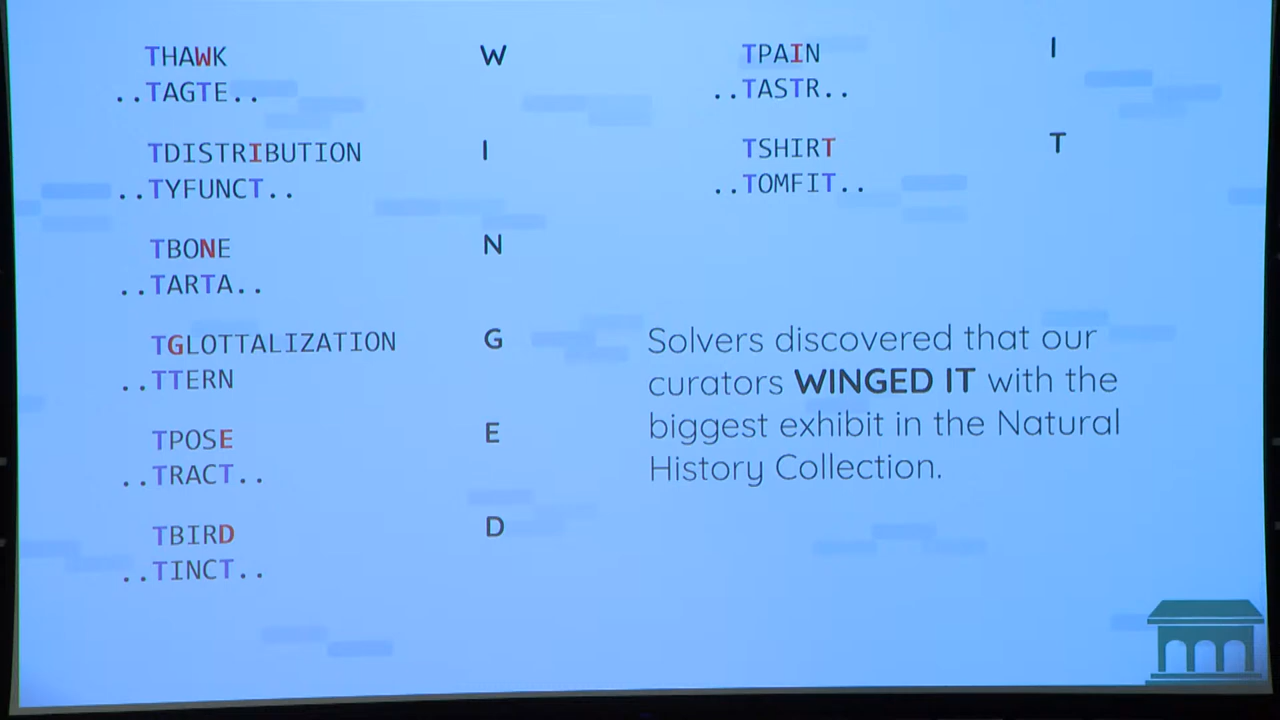 THAWK W
..TAGTE..
TDISTRIBUTION I
..TYFUNCT..
TBONE N
..TARTA..
TGLOTTALIZATION G
..TTERN
TPOSE E
..TRACT..
TBIRD D
..TINCT..
TPAIN I
..TASTR..
TSHIRT T
..TOMFIT..
Solvers discovered that our
curators WINGED IT with the
biggest exhibit in the Natural
History Collection.